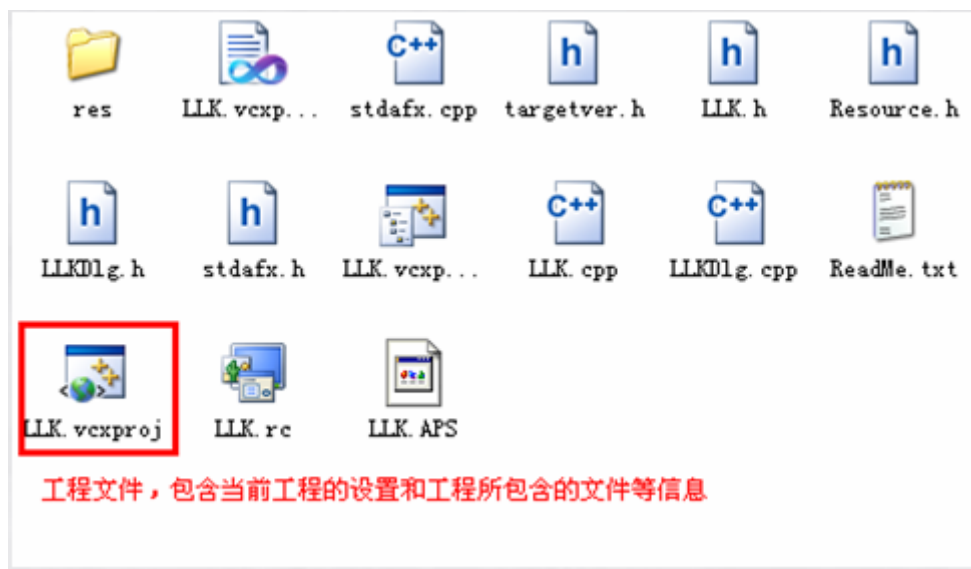 res LLK.vcxp... stdafx.cpp targetver.h LLK.h Resource.h
LLKDlg.h stdafx.h LLK.vcxp... LLK.cpp LLKDlg.cpp ReadMe.txt
LLK.vcxproj LLK.rc LLK.APS
工程文件，包含当前工程的设置和工程所包含的文件等信息